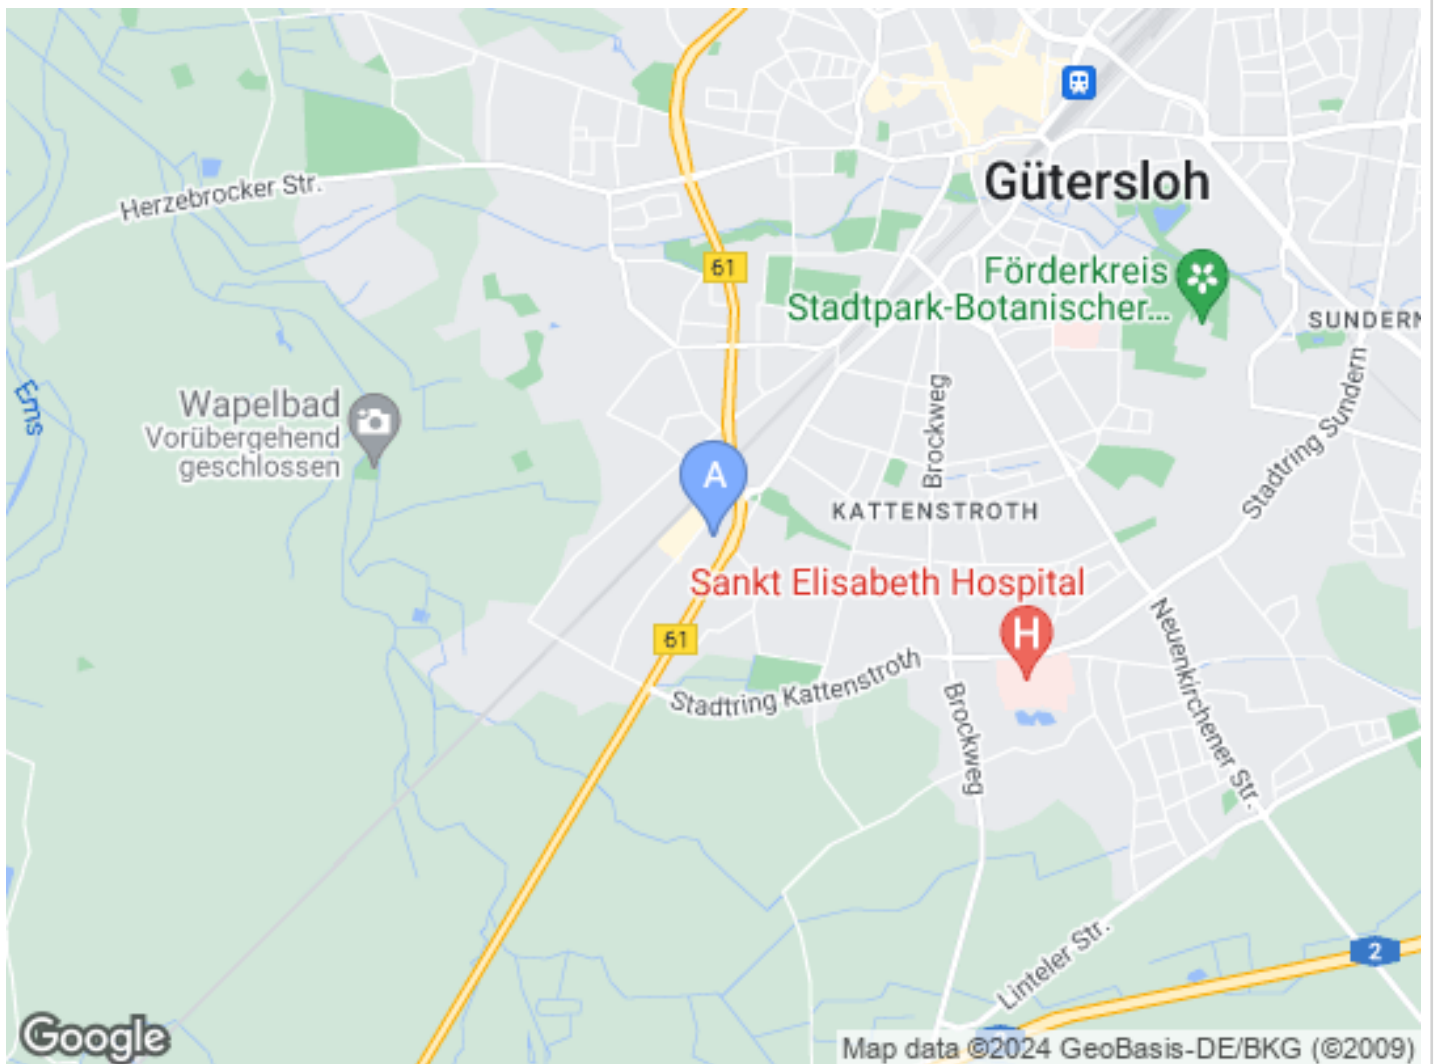 Herzebrocker Str.
Gütersloh
61
Förderkreis
Stadtpark-Botanischer...
SUNDERN
Ems
Wapelbad
Vorübergehend
geschlossen
Brockweg
Stadtring Sundern
A
KATTENSTROTH
Sankt Elisabeth Hospital
H
61
Stadtring Kattenstroth
Neuenkirchener Str.
Brockweg
Linteler Str.
2
2
Google
Map data ©2024 GeoBasis-DE/BKG (©2009)